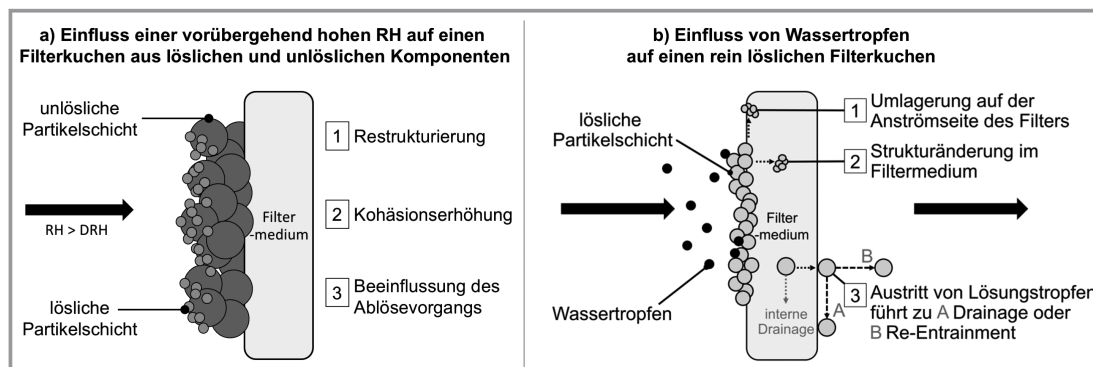 a) Einfluss einer vorübergehend hohen RH auf einen
Filterkuchen aus löslichen und unlöslichen Komponenten
unlösliche
Partikelschicht
RH > DRH
lösliche
Partikelschicht
Filter
-medium
1 Restrukturierung
2 Kohäsionserhöhung
3 Beeinflussung des
Ablösevorgangs
b) Einfluss von Wassertropfen
auf einen rein löslichen Filterkuchen
lösliche
Partikelschicht
Wassertropfen
Filter
-medium
interne
Drainage
1 Umlagerung auf der
Anströmseite des Filters
2 Strukturänderung im
Filtermedium
B
A
3 Austritt von Lösungstropfen
führt zu A Drainage oder
B Re-Entrainment